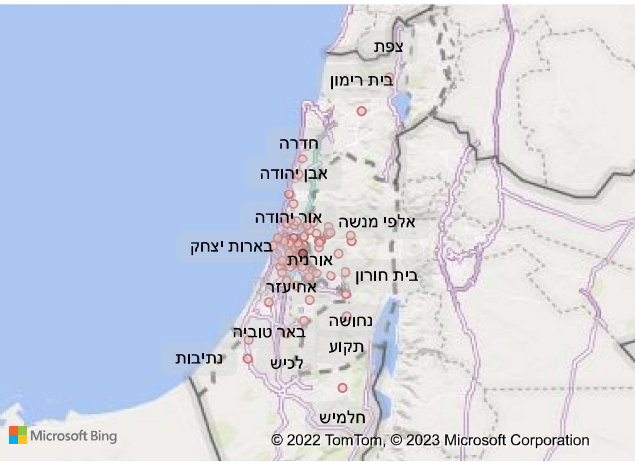 צפת
בית רימון
חדרה
אבן יהודה
אור יהודה
אלפי מנשה
בארות יצחק
אורנית
בית חורון
אחיעזר
נחושה
באר טוביה
תקוע
נתיבות
לכיש
חלמיש
Microsoft Bing
© 2022 TomTom, © 2023 Microsoft Corporation